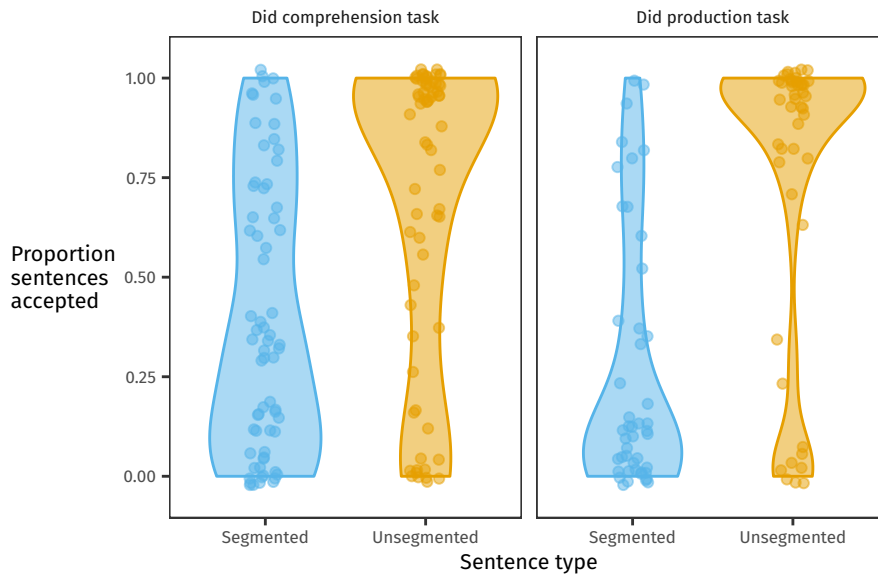 Did comprehension task
Did production task
1.00
0.75
0.50
0.25
0.00
Proportion
sentences
accepted
Segmented
Unsegmented
Segmented
Unsegmented
Sentence type